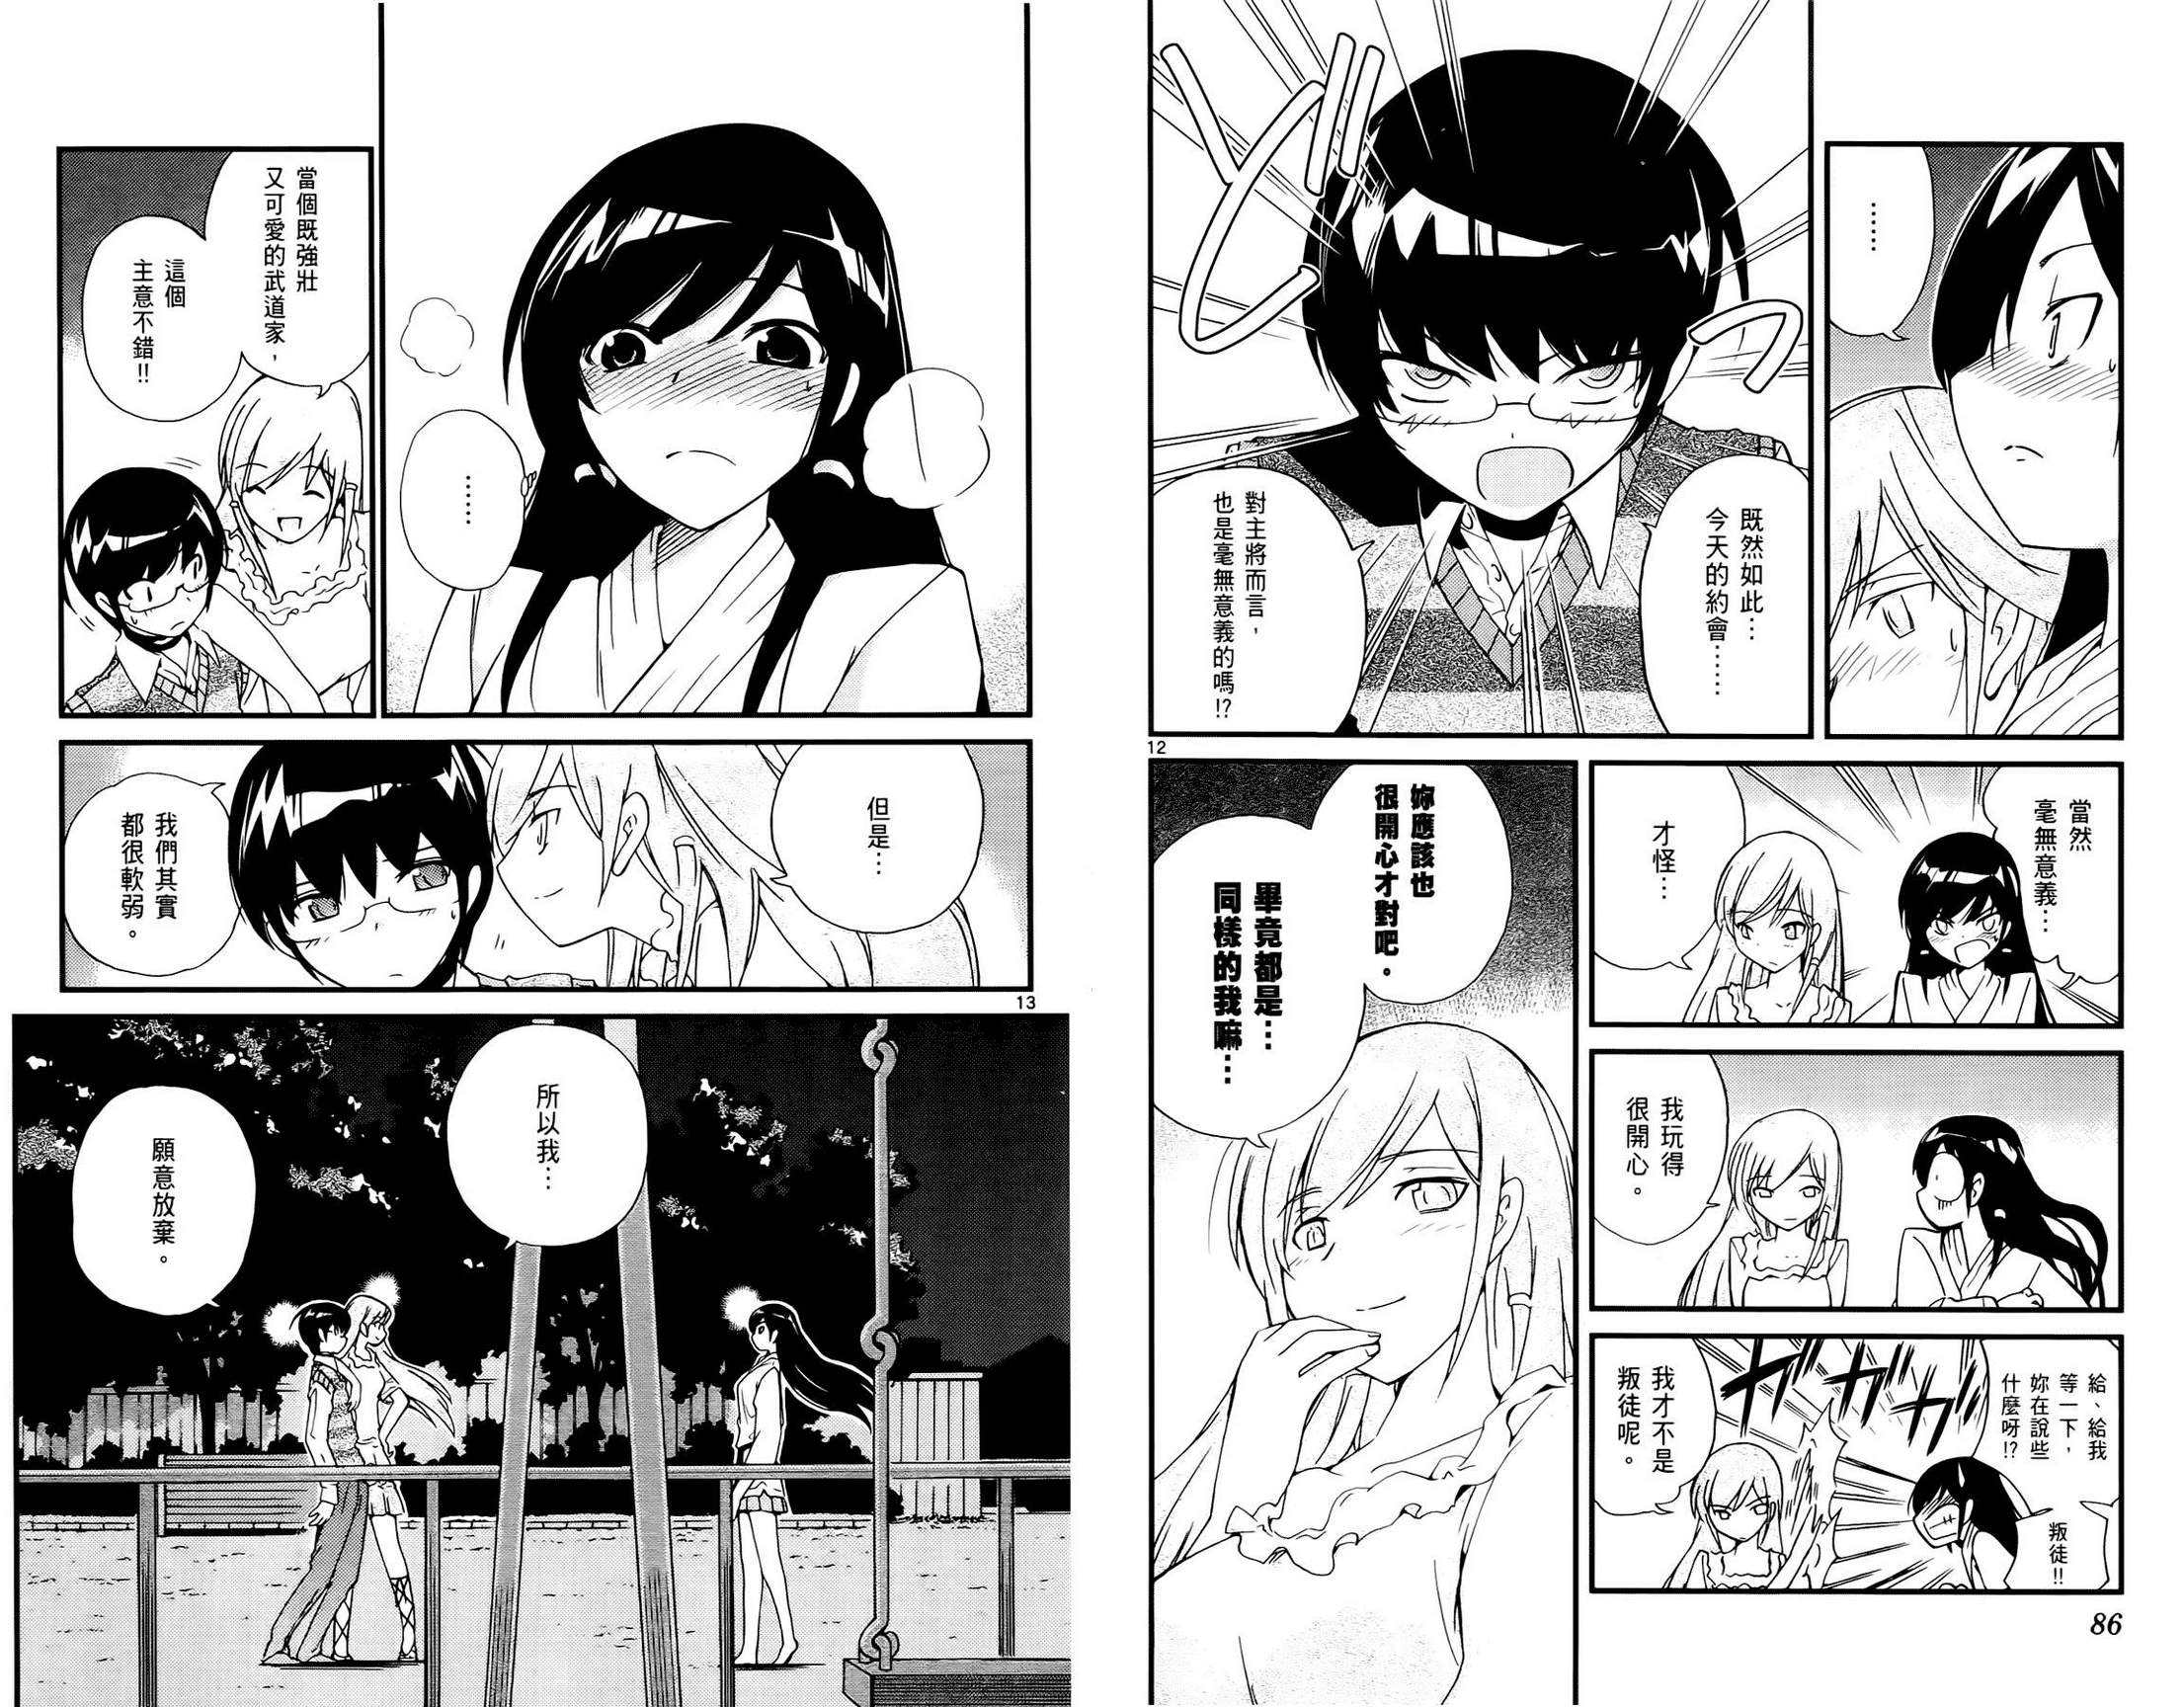 ……
既然如此…
今天的約會……
對主將而言，
也是毫無意義的嗎!?
ビシッ
12
當然
毫無意義…
才怪…
我玩得
很開心。
給、給我
等一下，
妳在說些
什麼呀!?
ガガガ
叛徒!!
我才不是
叛徒呢。
妳應該也
很開心才對吧。
畢竟都是…
同樣的我嘛…
86
……
當個既強壯
又可愛的武道家，
這個
主意不錯!!
但是…
我們其實
都很軟弱。
13
所以我…
願意放棄。